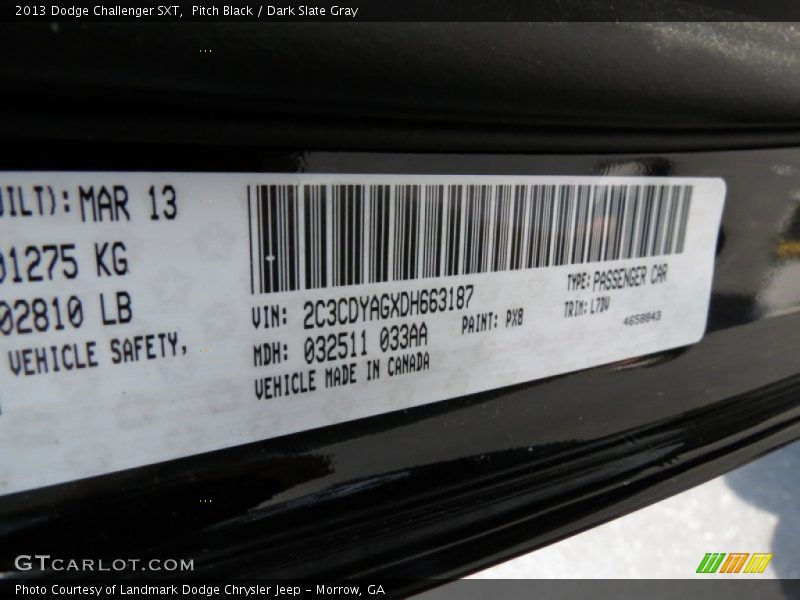 2013 Dodge Challenger SXT, Pitch Black / Dark Slate Gray
UILT): MAR 13
01275 KG
02810 LB
VEHICLE SAFETY,
VIN: 2C3CDYAGXDH663187
MDH: 032511 033AA
PAINT: PX8
VEHICLE MADE IN CANADA
TYPE: PASSENGER CAR
TRIM: L7DV
4658843
GTCARLOT.COM
Photo Courtesy of Landmark Dodge Chrysler Jeep - Morrow, GA